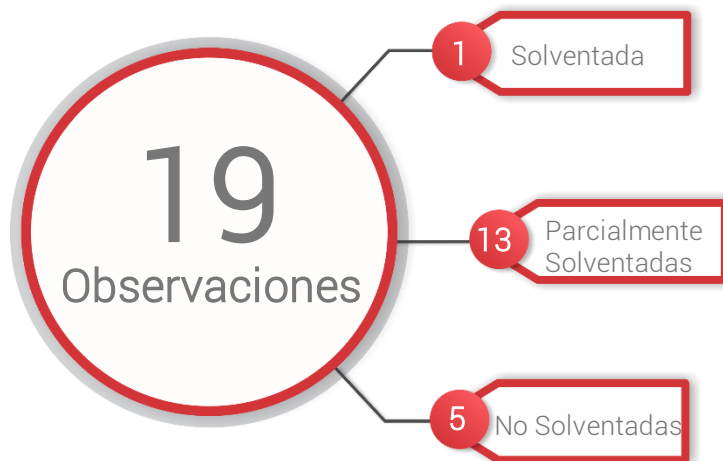 19
Observaciones
1
Solventada
13
Parcialmente
Solventadas
5
No Solventadas